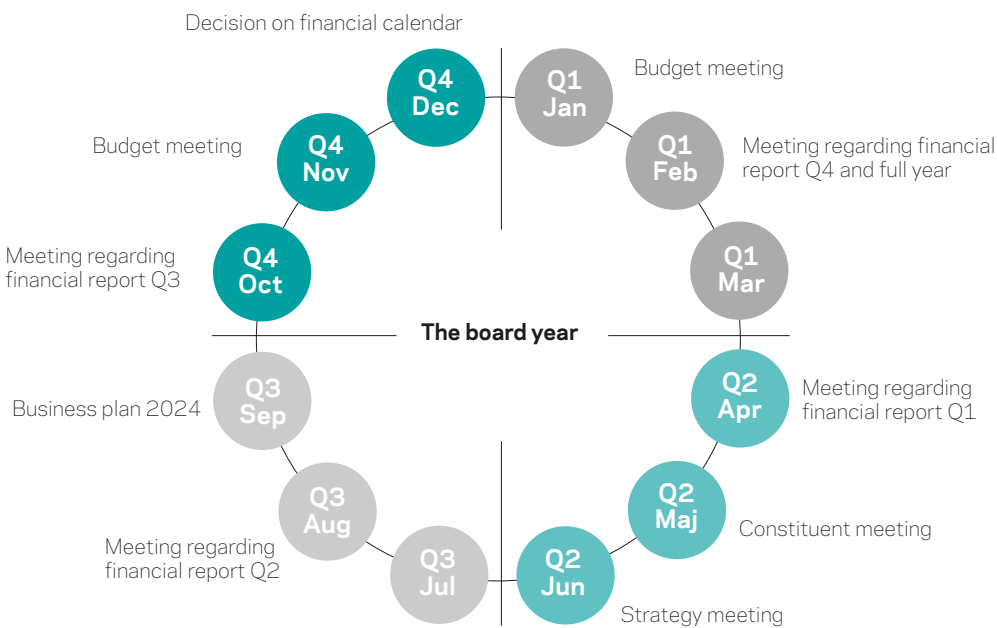 Decision on financial calendar
Q4
Dec
Q1
Jan
Budget meeting
Budget meeting
Q4
Nov
Q1
Feb
Meeting regarding financial
report Q4 and full year
Meeting regarding
financial report Q3
Q4
Oct
Q1
Mar
The board year
Business plan 2024
Q3
Sep
Q2
Apr
Meeting regarding
financial report Q1
Q3
Aug
Q2
Maj
Constituent meeting
Meeting regarding
financial report Q2
Q3
Jul
Q2
Jun
Strategy meeting